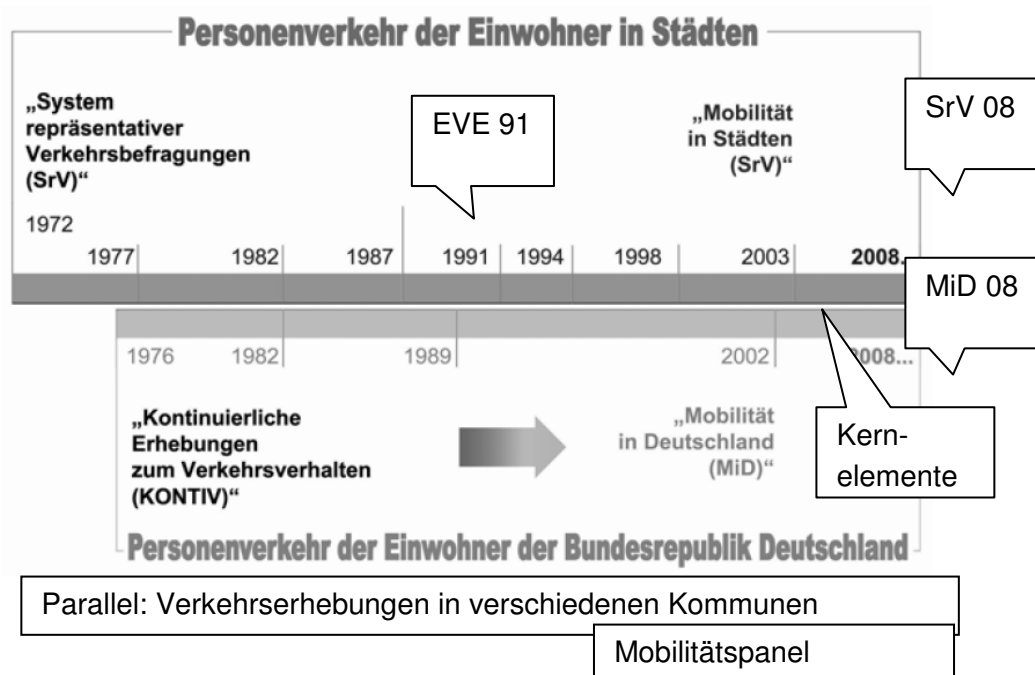 Personenverkehr der Einwohner in Städten
„System
repräsentativer
Verkehrsbefragungen
(SrV)“
EVE 91
„Mobilität
in Städten
(SrV)“
SrV 08
1972
1977
1982
1987
1991
1994
1998
2003
2008..
MiD 08
1976
1982
1989
2002
2008...
„Kontinuierliche
Erhebungen
zum Verkehrsverhalten
(KONTIV)“
„Mobilität
in Deutschland
(MiD)“
Kern-
elemente
Personenverkehr der Einwohner der Bundesrepublik Deutschland
Parallel: Verkehrserhebungen in verschiedenen Kommunen
Mobilitätspanel